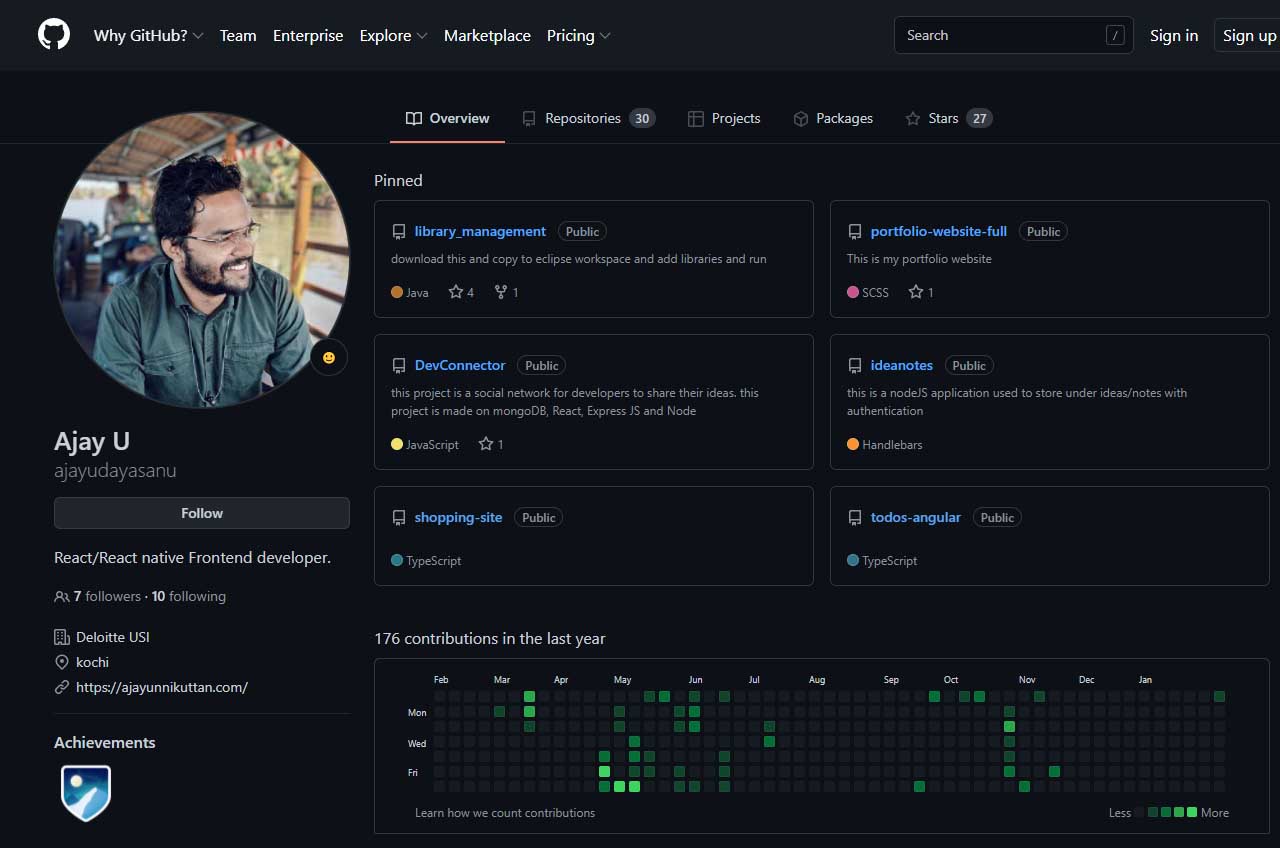 Why GitHub? Team Enterprise Explore Marketplace Pricing Search / Sign in Sign up
Overview Repositories 30 Projects Packages Stars 27
Ajay U
ajayudayasanu
Follow
React/React native Frontend developer.
7 followers · 10 following
Deloitte USI
kochi
https://ajayunnikuttan.com/
Achievements
Pinned
library_management Public
download this and copy to eclipse workspace and add libraries and run
Java 4 1
portfolio-website-full Public
This is my portfolio website
SCSS 1
DevConnector Public
this project is a social network for developers to share their ideas. this
project is made on mongoDB, React, Express JS and Node
JavaScript 1
ideanotes Public
this is a nodeJS application used to store under ideas/notes with
authentication
Handlebars
shopping-site Public
TypeScript
todos-angular Public
TypeScript
176 contributions in the last year
Feb Mar Apr May Jun Jul Aug Sep Oct Nov Dec Jan
Mon
Wed
Fri
Learn how we count contributions Less More